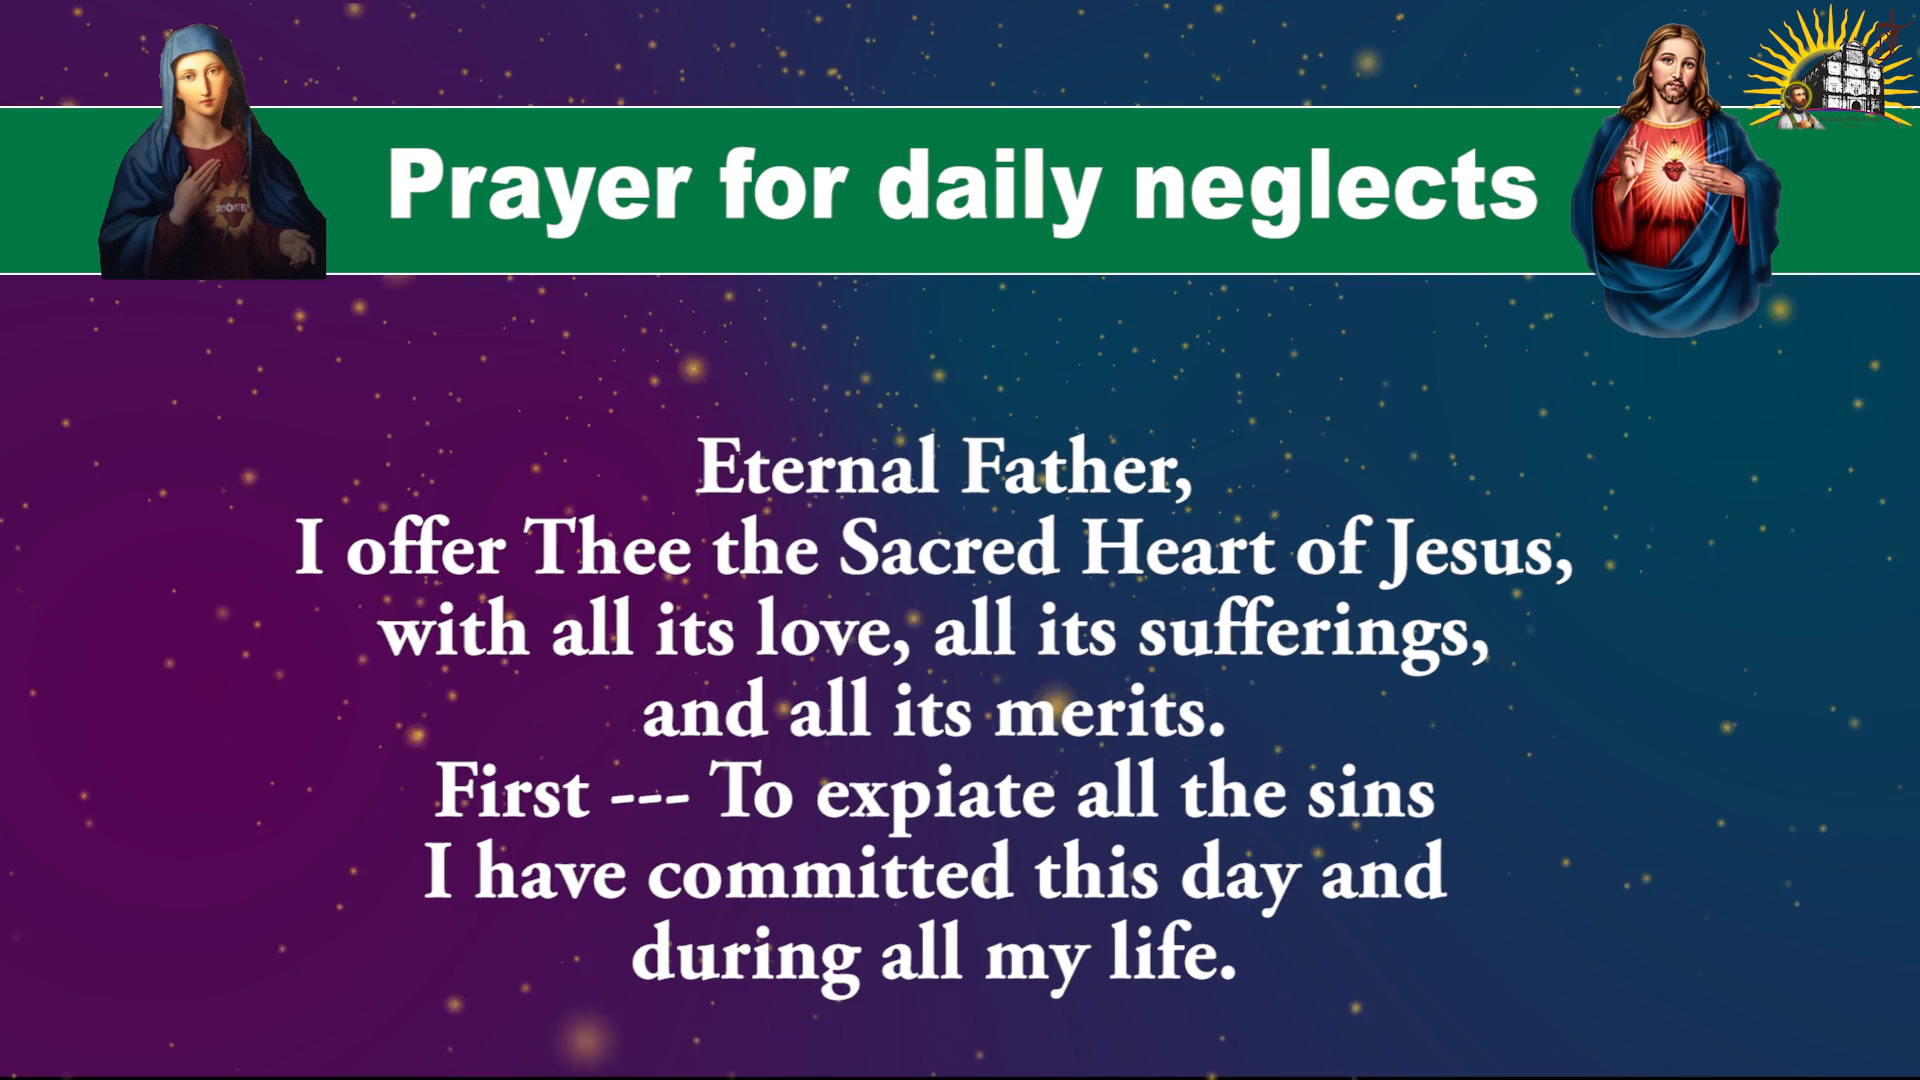 Prayer for daily neglects
Eternal Father,
I offer Thee the Sacred Heart of Jesus,
with all its love, all its sufferings,
and all its merits.
First --- To expiate all the sins
I have committed this day and
during all my life.